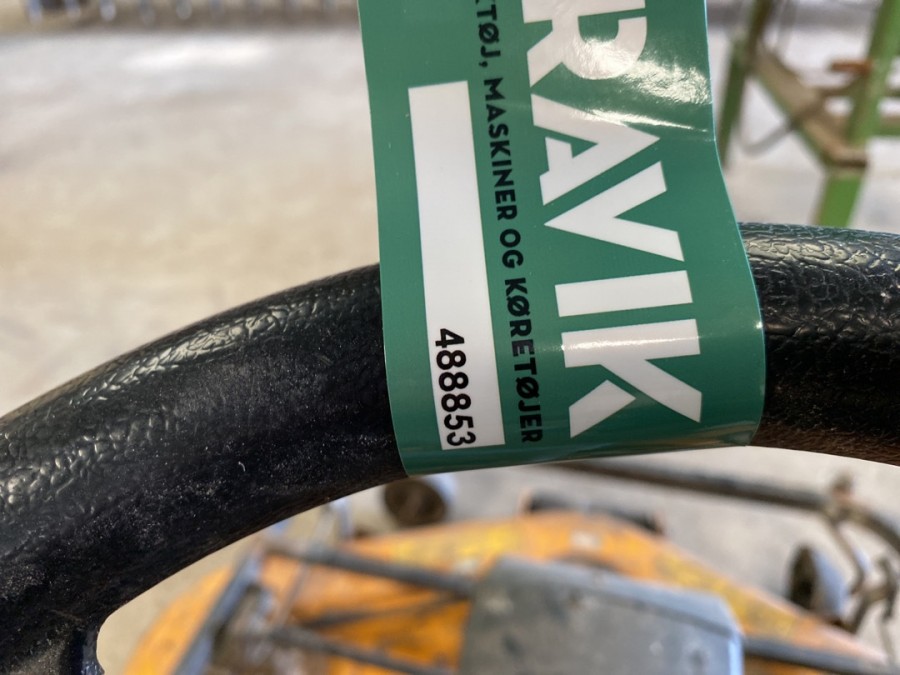 RAVIK
KTØJ, MASKINER OG KØRETØJER
488853